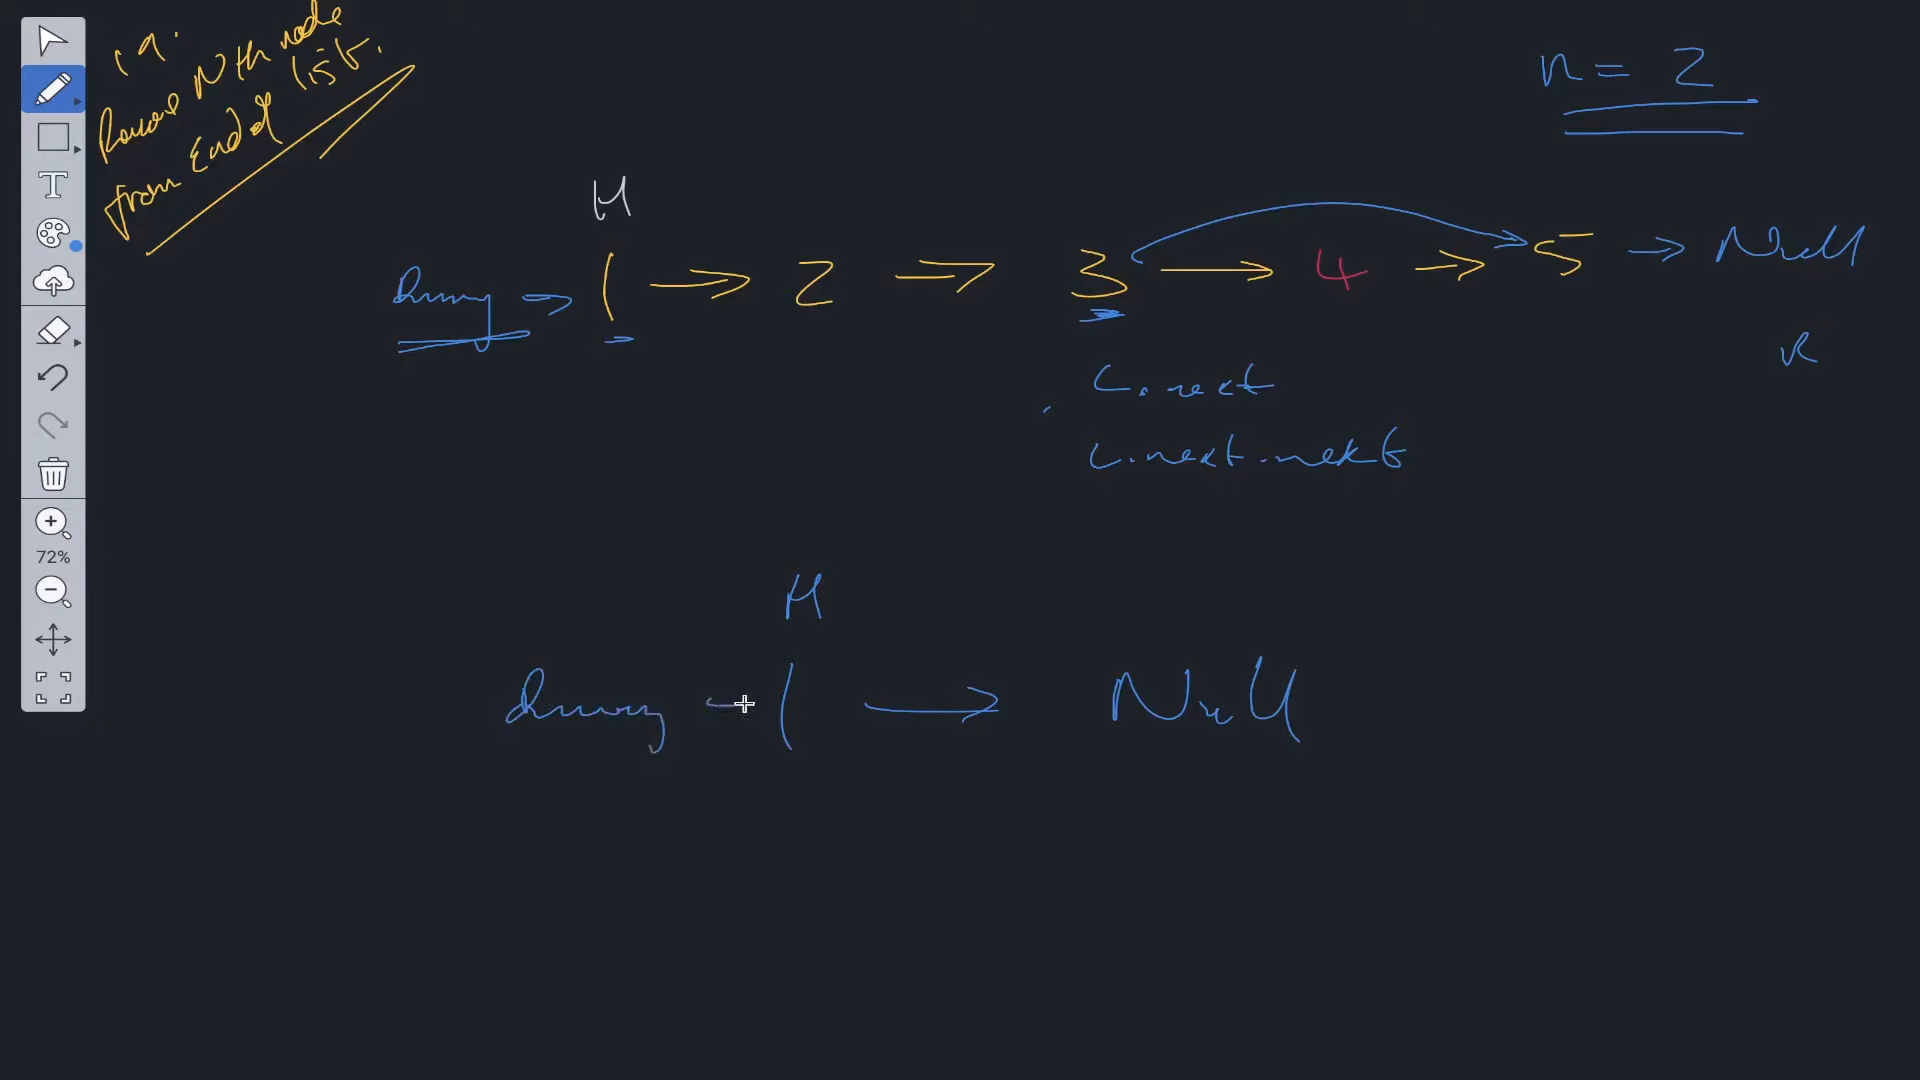 19.
Remove Nth node
from End of list.
n = 2
H
Dummy → 1 → 2 → 3 → 4 → 5 → Null
R
L.next
L.next.next
H
Dummy - 1 → Null
72%